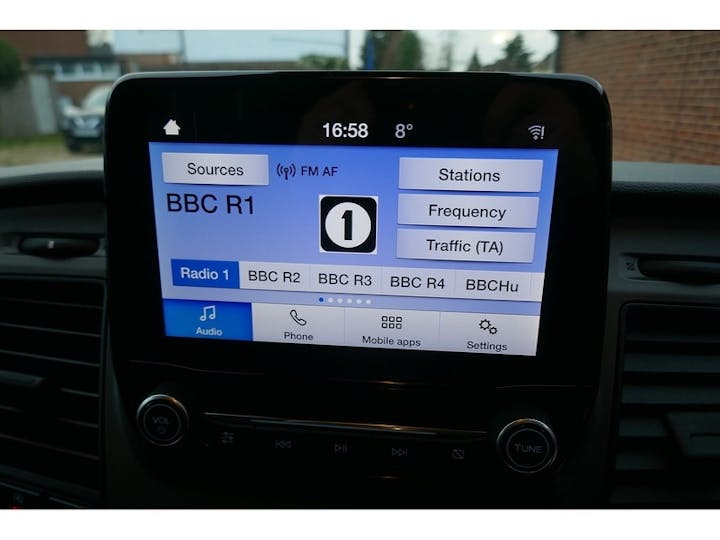 16:58 8°
Sources FM AF Stations
BBC R1 1 Frequency
Traffic (TA)
Radio 1 BBC R2 BBC R3 BBC R4 BBCHu
Audio Phone Mobile apps Settings
VOL TUNE